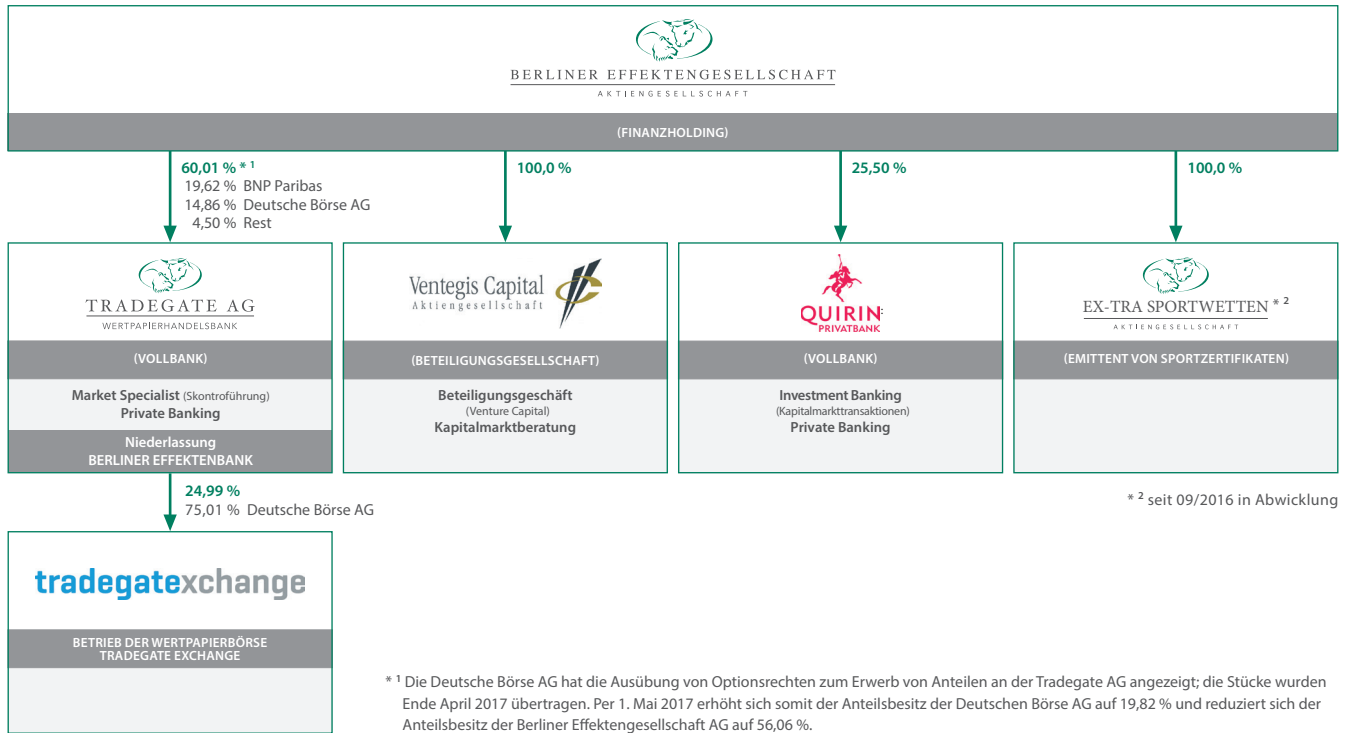 BERLINER EFFEKTENGESELLSCHAFT
AKTIENGESELLSCHAFT
(FINANZHOLDING)
60,01 % * 1
19,62 % BNP Paribas
14,86 % Deutsche Börse AG
4,50 % Rest
100,0 %
25,50 %
100,0 %
TRADEGATE AG
WERTPAPIERHANDELSBANK
(VOLLBANK)
Market Specialist (Skontroführung)
Private Banking
Niederlassung
BERLINER EFFEKTENBANK
Ventegis Capital
Aktiengesellschaft
(BETEILIGUNGSGESELLSCHAFT)
Beteiligungsgeschäft
(Venture Capital)
Kapitalmarktberatung
QUIRIN
PRIVATBANK
(VOLLBANK)
Investment Banking
(Kapitalmarkttransaktionen)
Private Banking
EX-TRA SPORTWETTEN * 2
AKTIENGESELLSCHAFT
(EMITTENT VON SPORTZERTIFIKATEN)
* 2 seit 09/2016 in Abwicklung
24,99 %
75,01 % Deutsche Börse AG
tradegatexchange
BETRIEB DER WERTPAPIERBÖRSE
TRADEGATE EXCHANGE
* 1 Die Deutsche Börse AG hat die Ausübung von Optionsrechten zum Erwerb von Anteilen an der Tradegate AG angezeigt; die Stücke wurden
Ende April 2017 übertragen. Per 1. Mai 2017 erhöht sich somit der Anteilsbesitz der Deutschen Börse AG auf 19,82 % und reduziert sich der
Anteilsbesitz der Berliner Effektengesellschaft AG auf 56,06 %.